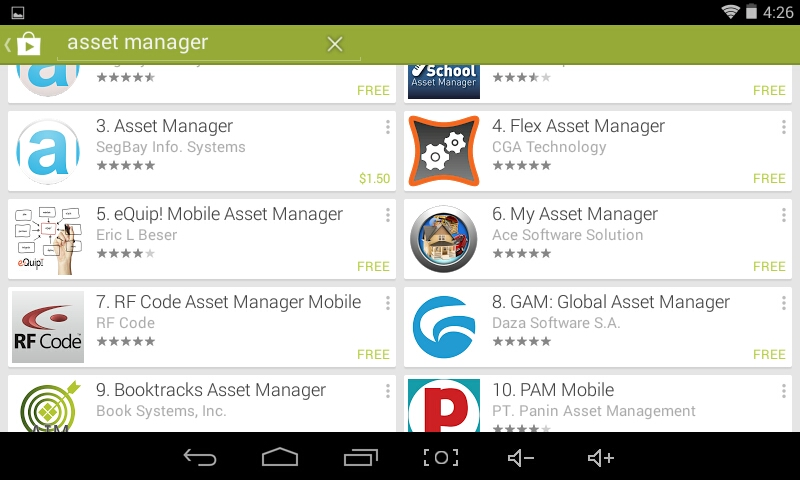 4:26
asset manager
FREE
School
Asset Manager
FREE
3. Asset Manager
SegBay Info. Systems
$1.50
4. Flex Asset Manager
CGA Technology
FREE
5. eQuip! Mobile Asset Manager
Eric L Beser
eQuip!
FREE
6. My Asset Manager
Ace Software Solution
FREE
7. RF Code Asset Manager Mobile
RF Code
RF Code
FREE
8. GAM: Global Asset Manager
Daza Software S.A.
FREE
9. Booktracks Asset Manager
Book Systems, Inc.
10. PAM Mobile
PT. Panin Asset Management